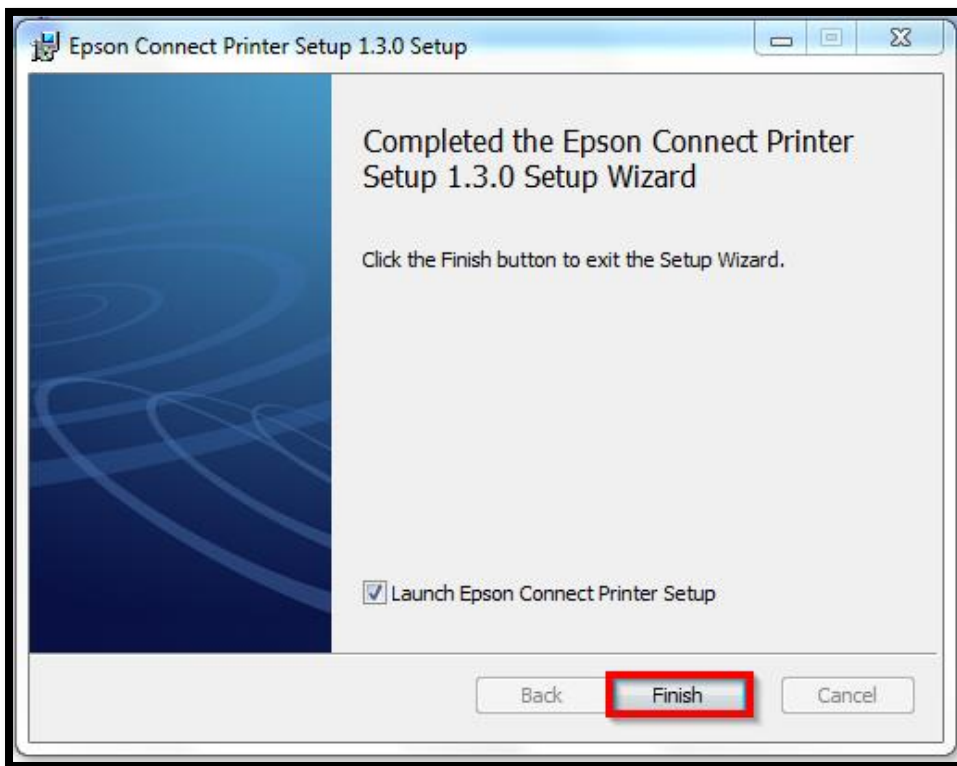 Epson Connect Printer Setup 1.3.0 Setup
Completed the Epson Connect Printer
Setup 1.3.0 Setup Wizard
Click the Finish button to exit the Setup Wizard.
Launch Epson Connect Printer Setup
Back Finish Cancel